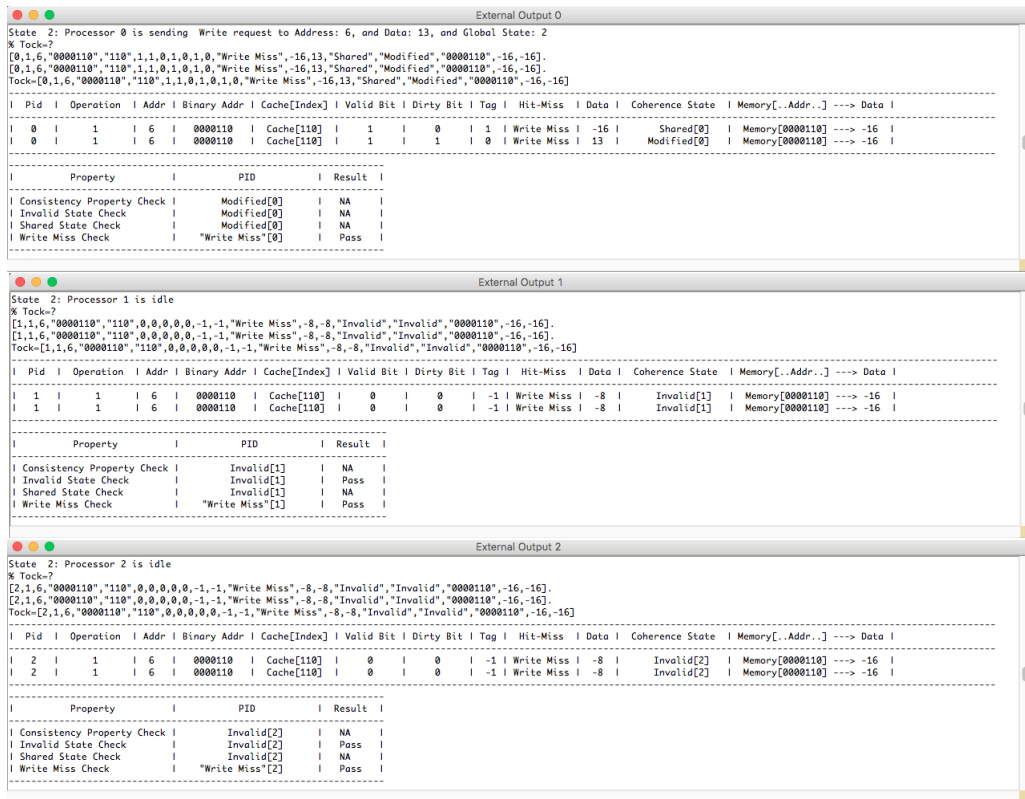 External Output 0
State  2: Processor 0 is sending  Write request to Address: 6, and Data: 13, and Global State: 2
% Tock=?
[0,1,6,"0000110","110",1,1,0,1,0,1,0,"Write Miss",-16,13,"Shared","Modified","0000110",-16,-16].
[0,1,6,"0000110","110",1,1,0,1,0,1,0,"Write Miss",-16,13,"Shared","Modified","0000110",-16,-16].
Tock=[0,1,6,"0000110","110",1,1,0,1,0,1,0,"Write Miss",-16,13,"Shared","Modified","0000110",-16,-16]
| Pid | Operation | Addr | Binary Addr | Cache[Index] | Valid Bit | Dirty Bit | Tag | Hit-Miss | Data | Coherence State | Memory[..Addr..] ---> Data |
| 0 | 1 | 6 | 0000110 | Cache[110] | 1 | 0 | 1 | Write Miss | -16 | Shared[0] | Memory[0000110] ---> -16 |
| 0 | 1 | 6 | 0000110 | Cache[110] | 1 | 1 | 0 | Write Miss | 13 | Modified[0] | Memory[0000110] ---> -16 |
| Property | PID | Result |
| Consistency Property Check | Modified[0] | NA |
| Invalid State Check | Modified[0] | NA |
| Shared State Check | Modified[0] | NA |
| Write Miss Check | "Write Miss"[0] | Pass |
External Output 1
State  2: Processor 1 is idle
% Tock=?
[1,1,6,"0000110","110",0,0,0,0,0,-1,-1,"Write Miss",-8,-8,"Invalid","Invalid","0000110",-16,-16].
[1,1,6,"0000110","110",0,0,0,0,0,-1,-1,"Write Miss",-8,-8,"Invalid","Invalid","0000110",-16,-16].
Tock=[1,1,6,"0000110","110",0,0,0,0,0,-1,-1,"Write Miss",-8,-8,"Invalid","Invalid","0000110",-16,-16]
| Pid | Operation | Addr | Binary Addr | Cache[Index] | Valid Bit | Dirty Bit | Tag | Hit-Miss | Data | Coherence State | Memory[..Addr..] ---> Data |
| 1 | 1 | 6 | 0000110 | Cache[110] | 0 | 0 | -1 | Write Miss | -8 | Invalid[1] | Memory[0000110] ---> -16 |
| 1 | 1 | 6 | 0000110 | Cache[110] | 0 | 0 | -1 | Write Miss | -8 | Invalid[1] | Memory[0000110] ---> -16 |
| Property | PID | Result |
| Consistency Property Check | Invalid[1] | NA |
| Invalid State Check | Invalid[1] | Pass |
| Shared State Check | Invalid[1] | NA |
| Write Miss Check | "Write Miss"[1] | Pass |
External Output 2
State  2: Processor 2 is idle
% Tock=?
[2,1,6,"0000110","110",0,0,0,0,0,-1,-1,"Write Miss",-8,-8,"Invalid","Invalid","0000110",-16,-16].
[2,1,6,"0000110","110",0,0,0,0,0,-1,-1,"Write Miss",-8,-8,"Invalid","Invalid","0000110",-16,-16].
Tock=[2,1,6,"0000110","110",0,0,0,0,0,-1,-1,"Write Miss",-8,-8,"Invalid","Invalid","0000110",-16,-16]
| Pid | Operation | Addr | Binary Addr | Cache[Index] | Valid Bit | Dirty Bit | Tag | Hit-Miss | Data | Coherence State | Memory[..Addr..] ---> Data |
| 2 | 1 | 6 | 0000110 | Cache[110] | 0 | 0 | -1 | Write Miss | -8 | Invalid[2] | Memory[0000110] ---> -16 |
| 2 | 1 | 6 | 0000110 | Cache[110] | 0 | 0 | -1 | Write Miss | -8 | Invalid[2] | Memory[0000110] ---> -16 |
| Property | PID | Result |
| Consistency Property Check | Invalid[2] | NA |
| Invalid State Check | Invalid[2] | Pass |
| Shared State Check | Invalid[2] | NA |
| Write Miss Check | "Write Miss"[2] | Pass |